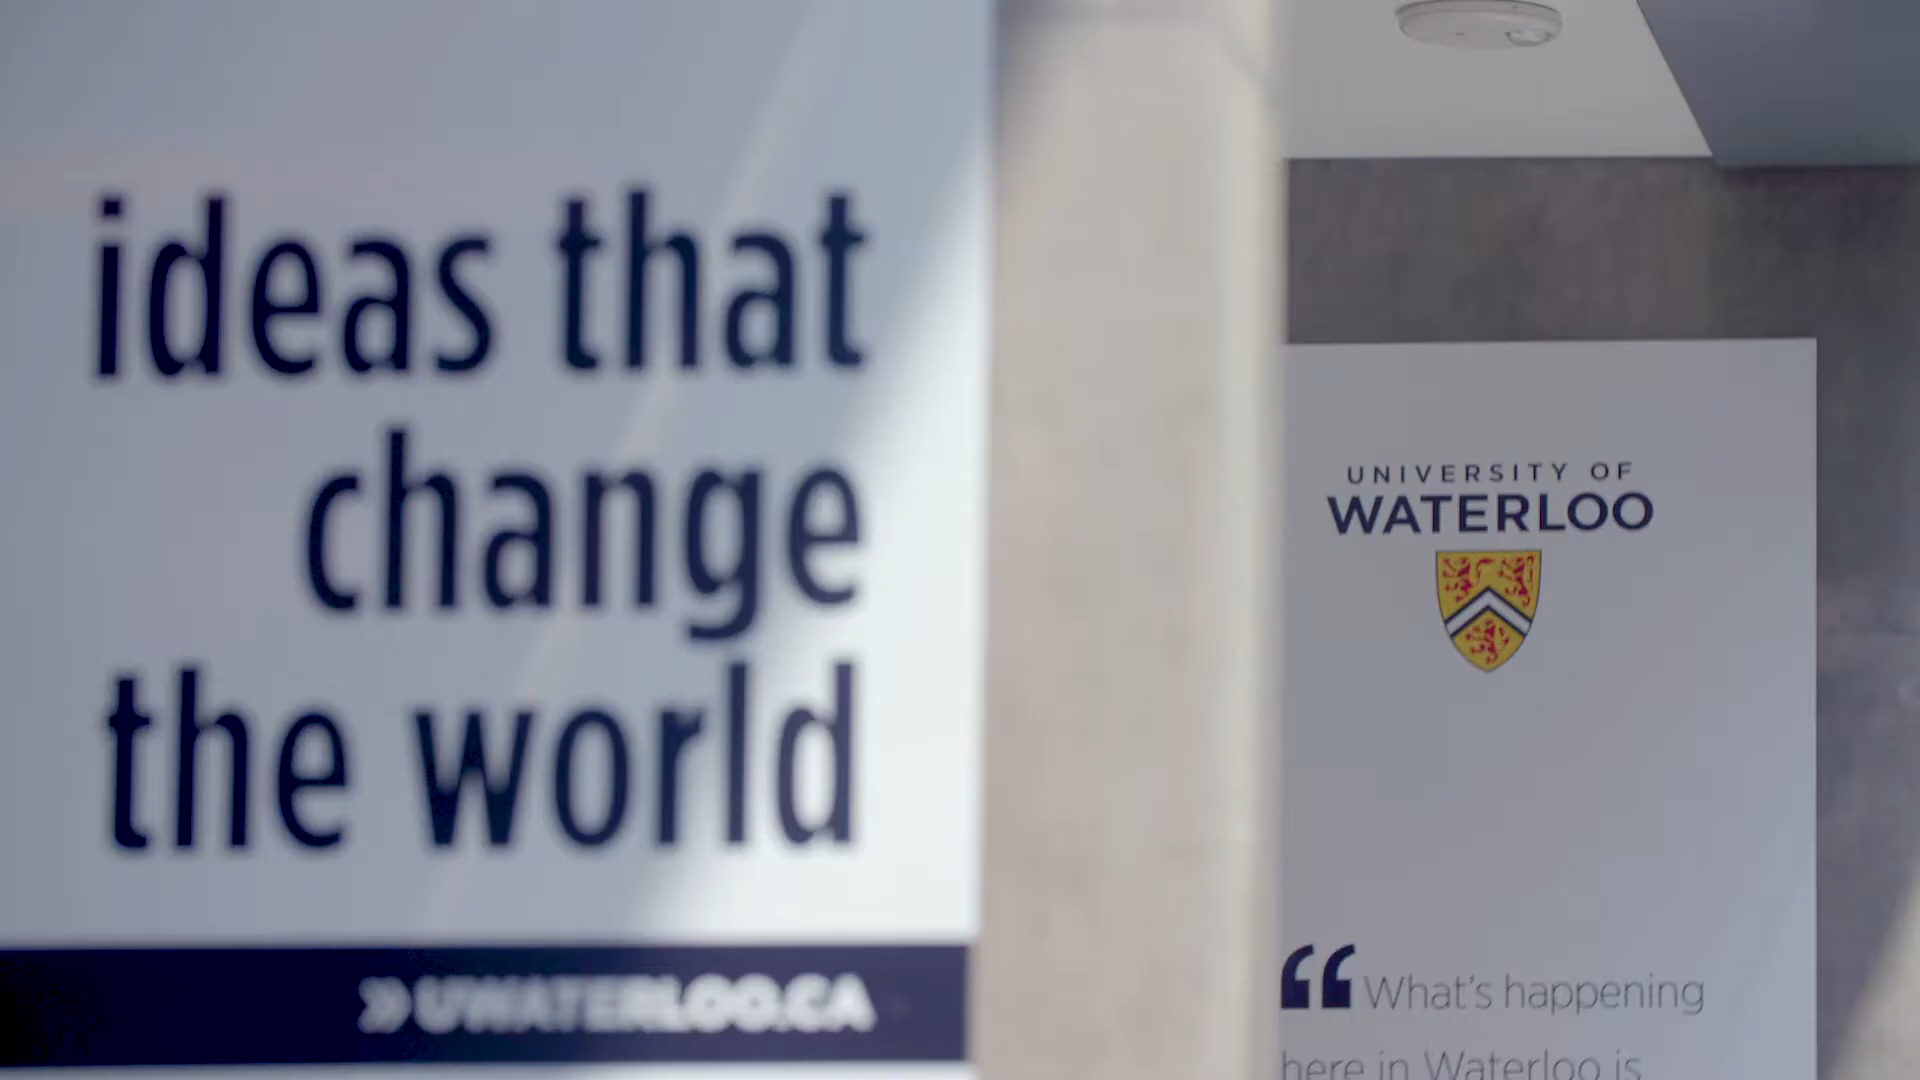 ideas that
change
the world
» UWATERLOO.CA
UNIVERSITY OF
WATERLOO
“What's happening
here in Waterloo is